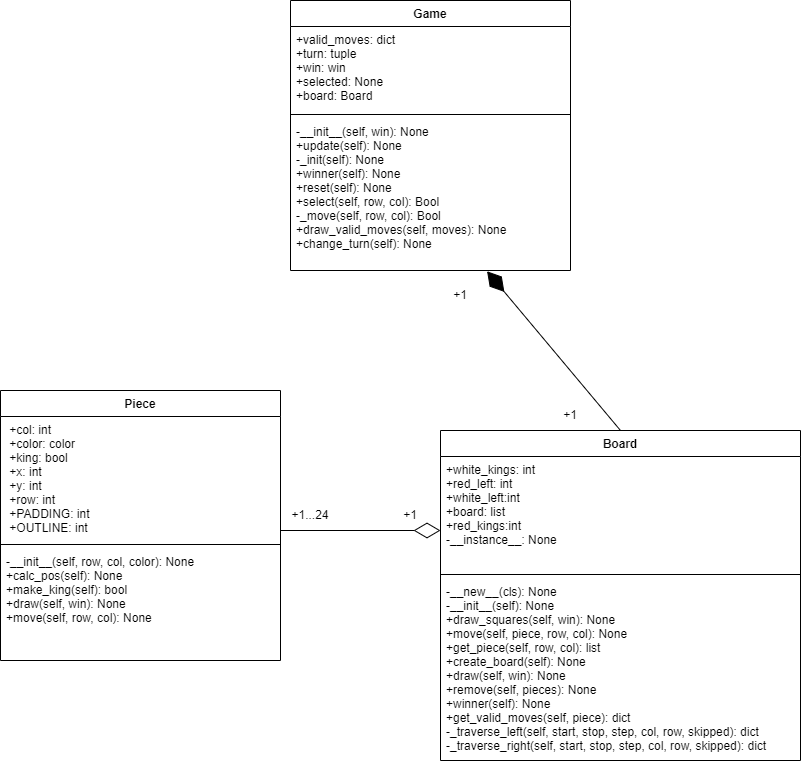 Game
+valid_moves: dict
+turn: tuple
+win: win
+selected: None
+board: Board
-__init__(self, win): None
+update(self): None
-_init(self): None
+winner(self): None
+reset(self): None
+select(self, row, col): Bool
-_move(self, row, col): Bool
+draw_valid_moves(self, moves): None
+change_turn(self): None
+1
+1
Piece
+col: int
+color: color
+king: bool
+x: int
+y: int
+row: int
+PADDING: int
+OUTLINE: int
-__init__(self, row, col, color): None
+calc_pos(self): None
+make_king(self): bool
+draw(self, win): None
+move(self, row, col): None
+1...24
+1
Board
+white_kings: int
+red_left: int
+white_left:int
+board: list
+red_kings:int
-__instance__: None
-__new__(cls): None
-__init__(self): None
+draw_squares(self, win): None
+move(self, piece, row, col): None
+get_piece(self, row, col): list
+create_board(self): None
+draw(self, win): None
+remove(self, pieces): None
+winner(self): None
+get_valid_moves(self, piece): dict
-_traverse_left(self, start, stop, step, col, row, skipped): dict
-_traverse_right(self, start, stop, step, col, row, skipped): dict